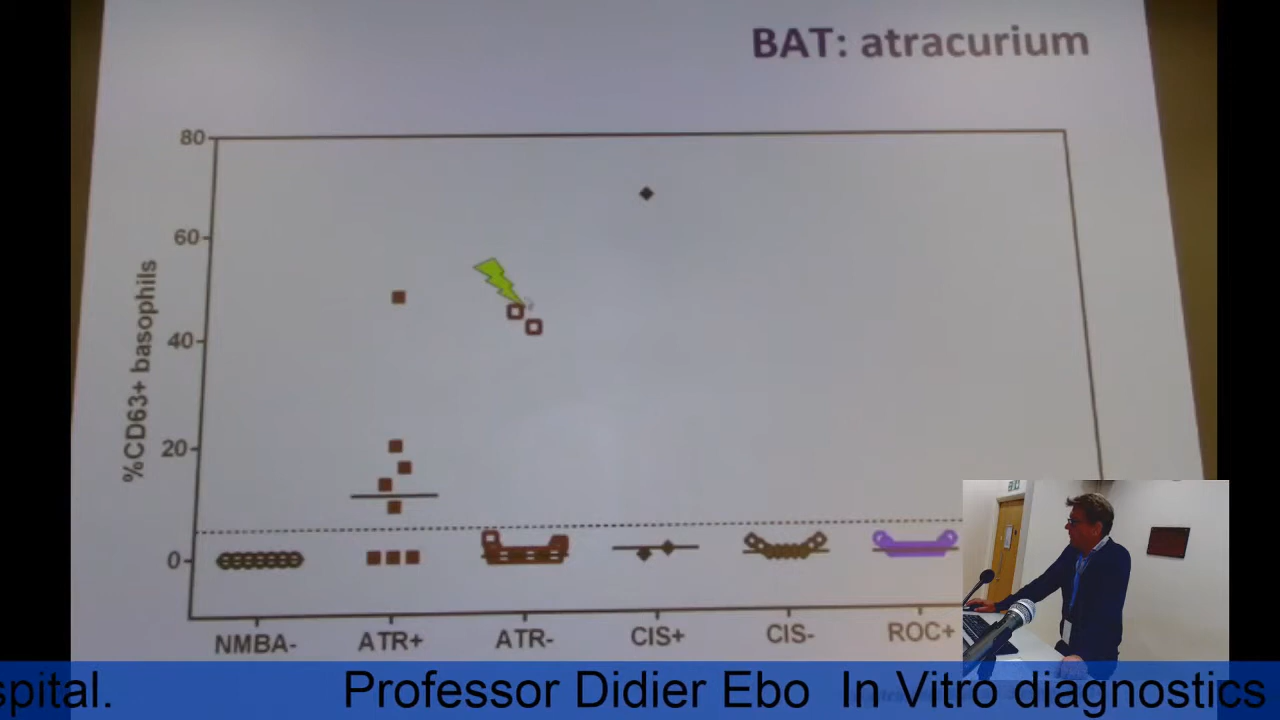 BAT: atracurium
80
60
40
20
0
%CD63+ basophils
NMBA- ATR+ ATR- CIS+ CIS- ROC+
spital. Professor Didier Ebo In Vitro diagnostics